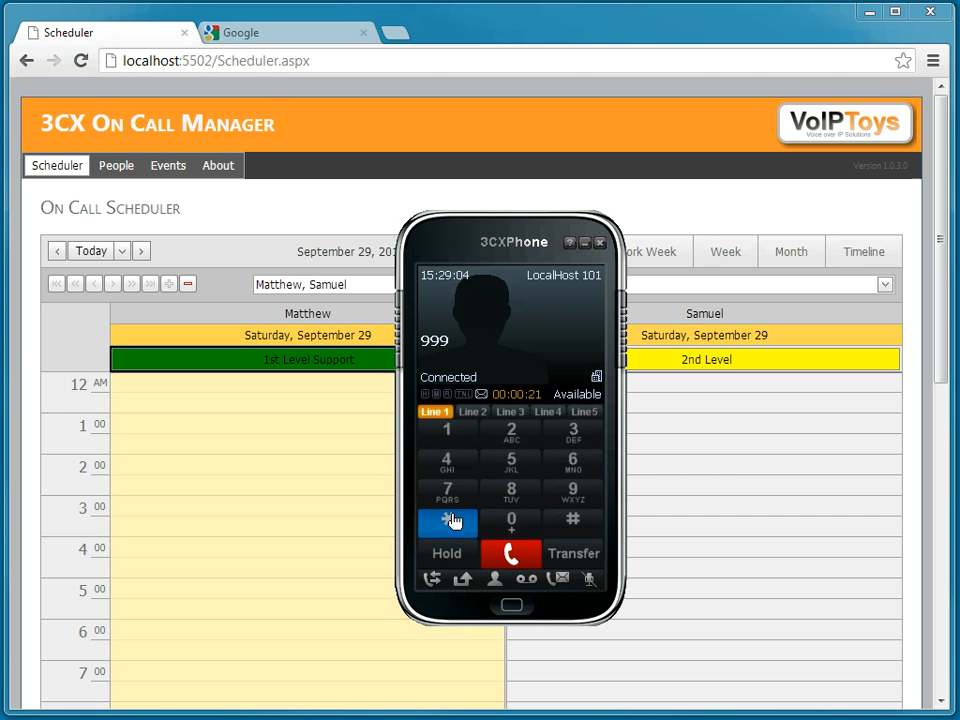 Scheduler
Google
localhost:5502/Scheduler.aspx
3CX On Call Manager
VoIPToys
Voice over IP Solutions
Scheduler People Events About
Version 1.0.3.0
On Call Scheduler
Today
September 29, 201
ork Week
Week
Month
Timeline
Matthew, Samuel
Matthew
Samuel
Saturday, September 29
Saturday, September 29
1st Level Support
2nd Level
12 AM
1 00
2 00
3 00
4 00
5 00
6 00
7 00
3CXPhone
15:29:04
LocalHost 101
999
Connected
00:00:21
Available
Line 1 Line 2 Line 3 Line 4 Line 5
1 2 3
ABC DEF
4 5 6
GHI JKL MNO
7 8 9
PQRS TUV WXYZ
* 0 #
+
Hold
Transfer